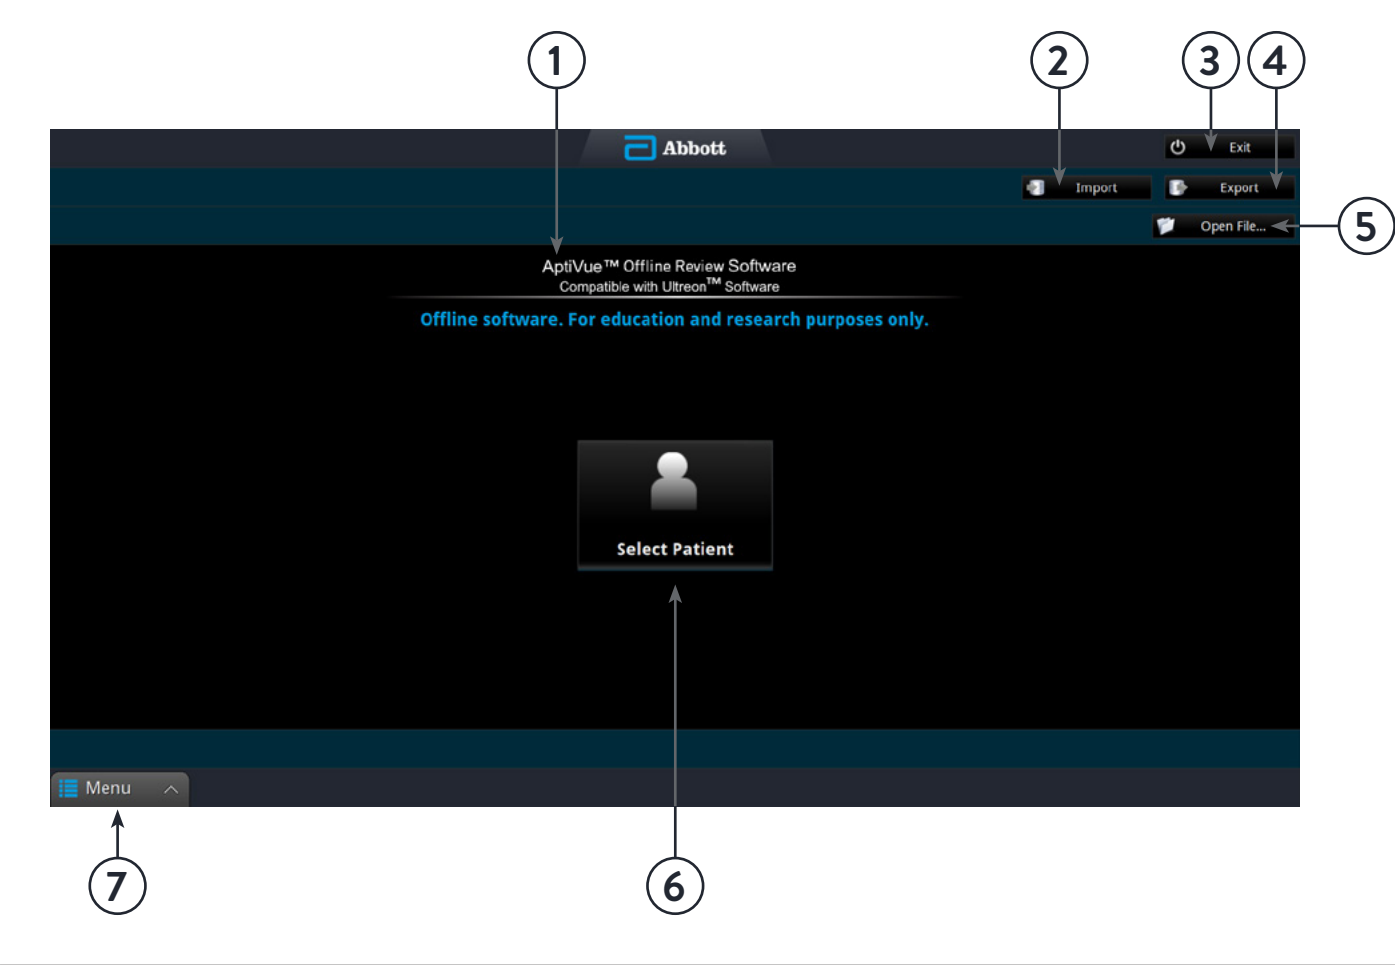 1
2
3
4
Abbott
Exit
Import
Export
Open File...
5
AptiVue™ Offline Review Software
Compatible with Ultreon™ Software
Offline software. For education and research purposes only.
Select Patient
Menu
7
6